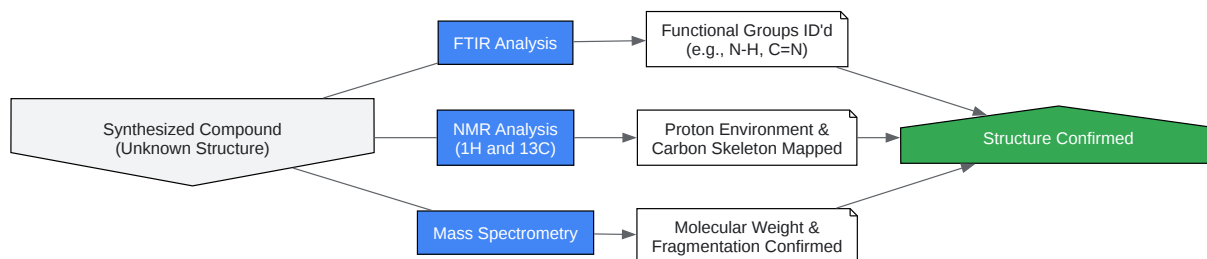 FTIR Analysis
Functional Groups ID'd
(e.g., N-H, C=N)
Synthesized Compound
(Unknown Structure)
NMR Analysis
(1H and 13C)
Proton Environment &
Carbon Skeleton Mapped
Structure Confirmed
Mass Spectrometry
Molecular Weight &
Fragmentation Confirmed